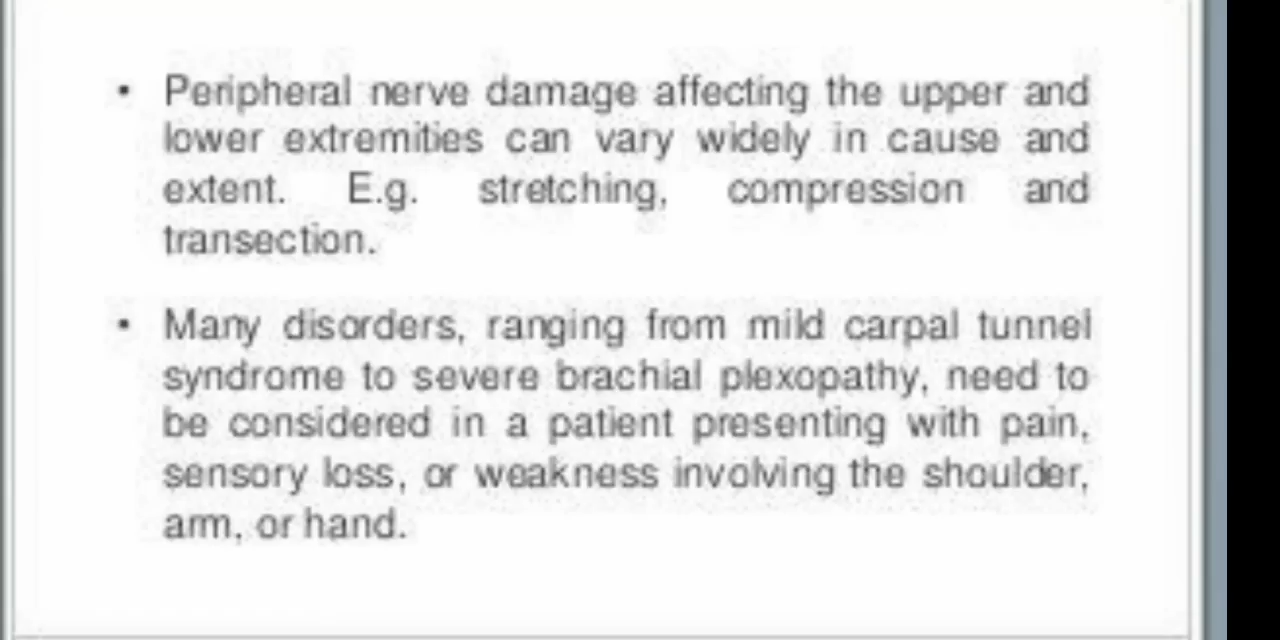 • Peripheral nerve damage affecting the upper and
lower extremities can vary widely in cause and
extent. E.g. stretching, compression and
transection.
• Many disorders, ranging from mild carpal tunnel
syndrome to severe brachial plexopathy, need to
be considered in a patient presenting with pain,
sensory loss, or weakness involving the shoulder,
arm, or hand.